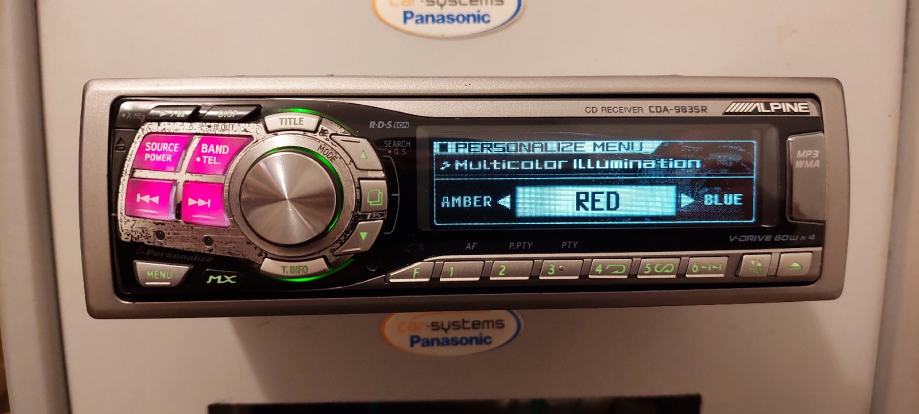 car-systems
Panasonic
CD RECEIVER CDA-9835R
ALPINE
R·D·S EON
TITLE
MODE
SEARCH
• Q.S.
SOURCE
POWER
BAND
• TEL.
PERSONALIZE MENU
Multicolor Illumination
AMBER
RED
BLUE
MP3
WMA
V-DRIVE 60W x 4
AF
P.PTY
PTY
Personalize
MENU
MX
T.INFO
F
1
2
3
4
5
6
car-systems
Panasonic